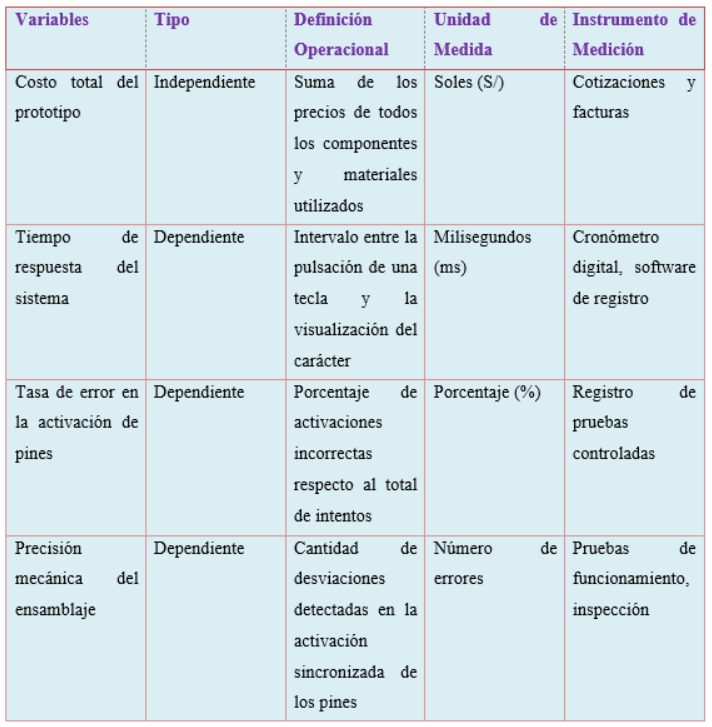 Variables
Tipo
Definición
Operacional
Unidad de
Medida
Instrumento de
Medición
Costo total del
prototipo
Independiente
Suma de los
precios de todos
los componentes
y materiales
utilizados
Soles (S/)
Cotizaciones y
facturas
Tiempo de
respuesta del
sistema
Dependiente
Intervalo entre la
pulsación de una
tecla y la
visualización del
carácter
Milisegundos
(ms)
Cronómetro
digital, software
de registro
Tasa de error en
la activación de
pines
Dependiente
Porcentaje de
activaciones
incorrectas
respecto al total
de intentos
Porcentaje (%)
Registro de
pruebas
controladas
Precisión
mecánica del
ensamblaje
Dependiente
Cantidad de
desviaciones
detectadas en la
activación
sincronizada de
los pines
Número de
errores
Pruebas de
funcionamiento,
inspección